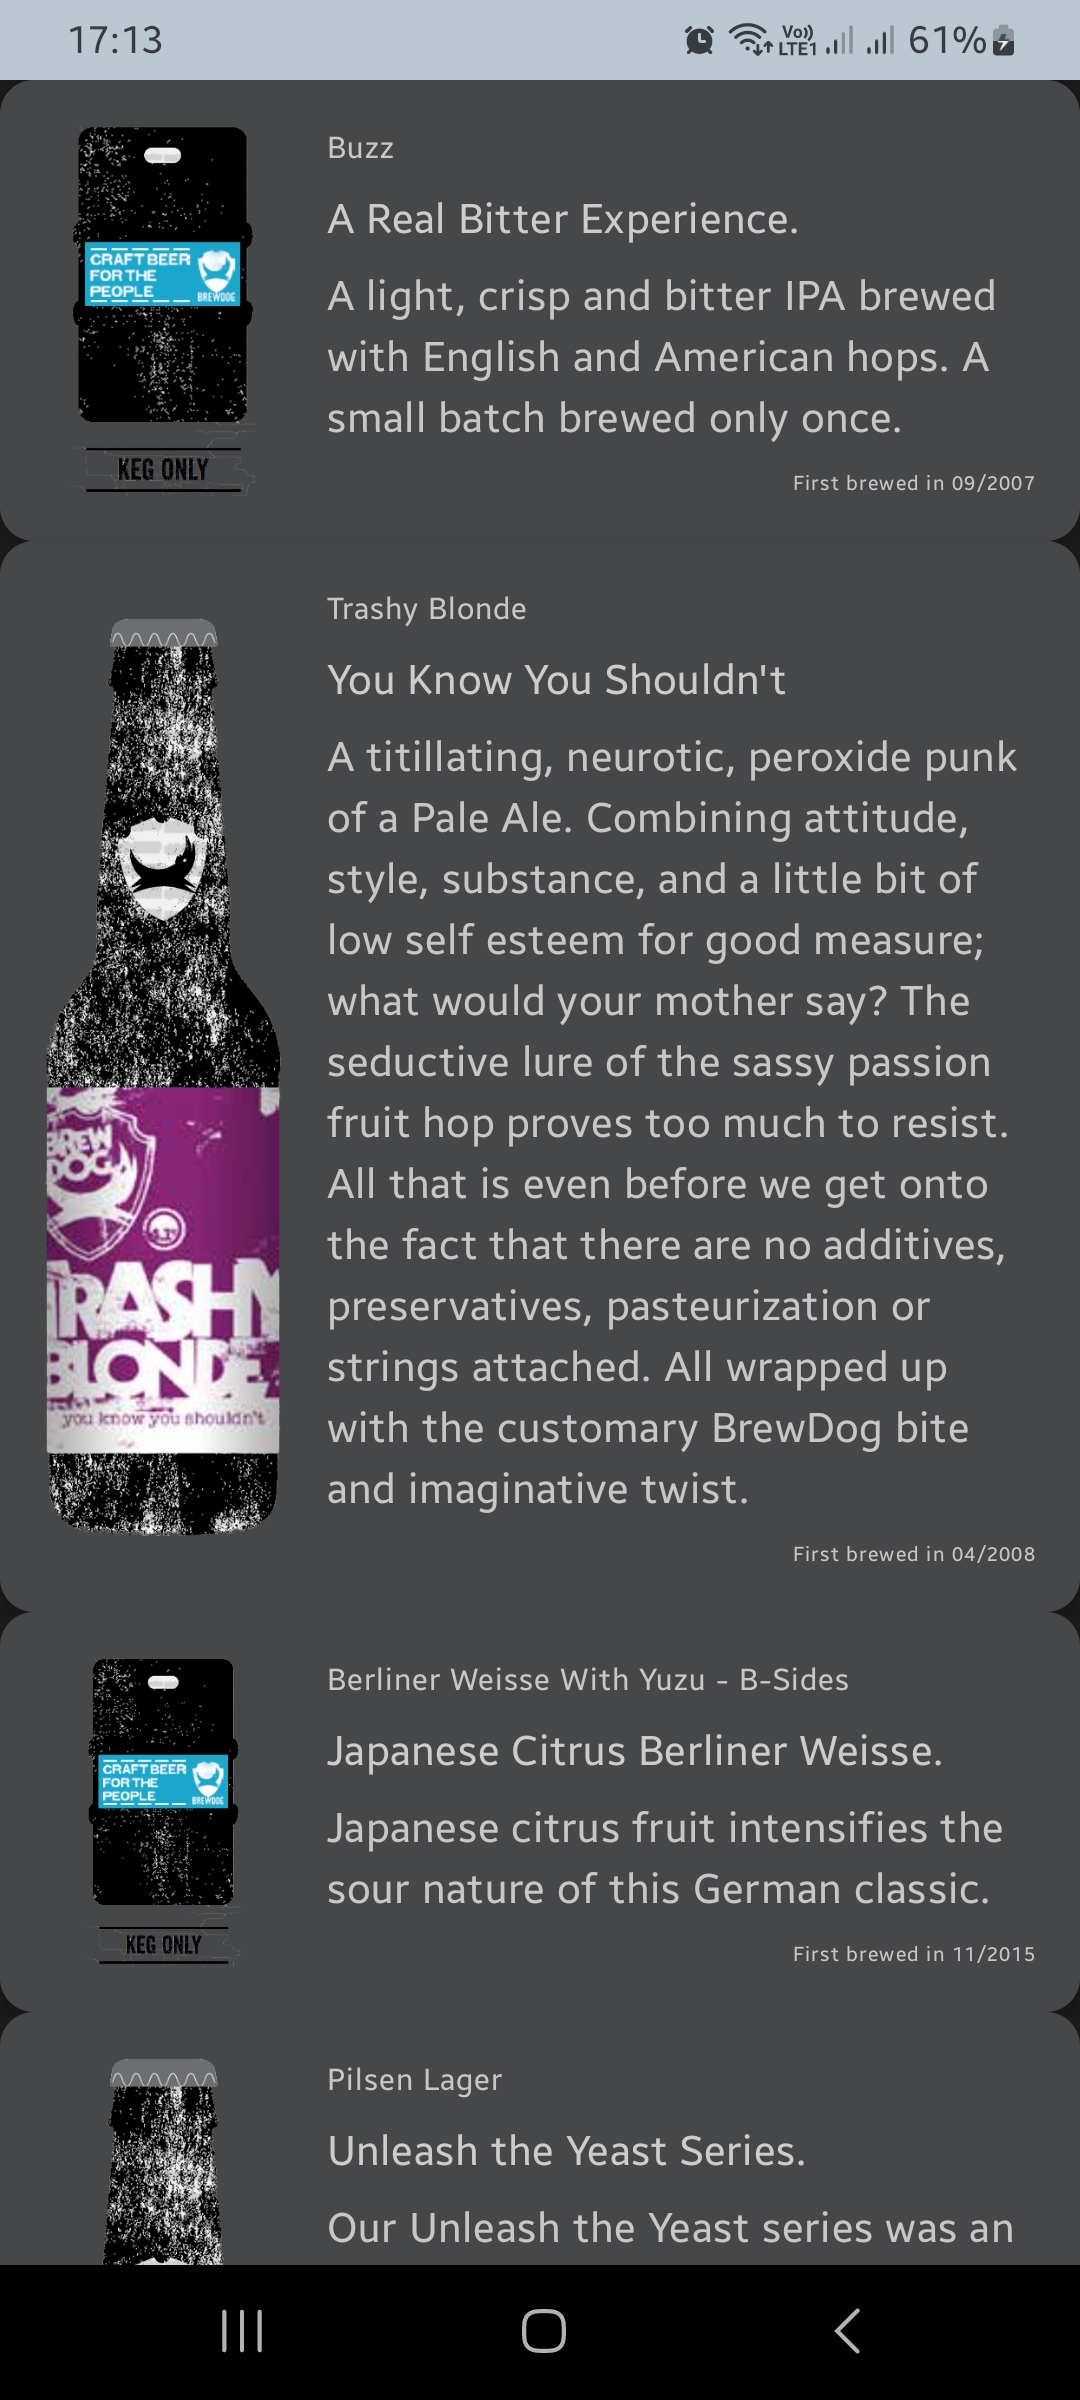 17:13
Vo))
LTE1
61%
CRAFT BEER
FOR THE
PEOPLE
BREWDOG
KEG ONLY
Buzz
A Real Bitter Experience.
A light, crisp and bitter IPA brewed
with English and American hops. A
small batch brewed only once.
First brewed in 09/2007
BREW
DOG
TRASHY
BLONDE
you know you shouldn't
Trashy Blonde
You Know You Shouldn't
A titillating, neurotic, peroxide punk
of a Pale Ale. Combining attitude,
style, substance, and a little bit of
low self esteem for good measure;
what would your mother say? The
seductive lure of the sassy passion
fruit hop proves too much to resist.
All that is even before we get onto
the fact that there are no additives,
preservatives, pasteurization or
strings attached. All wrapped up
with the customary BrewDog bite
and imaginative twist.
First brewed in 04/2008
CRAFT BEER
FOR THE
PEOPLE
BREWDOG
KEG ONLY
Berliner Weisse With Yuzu - B-Sides
Japanese Citrus Berliner Weisse.
Japanese citrus fruit intensifies the
sour nature of this German classic.
First brewed in 11/2015
Pilsen Lager
Unleash the Yeast Series.
Our Unleash the Yeast series was an